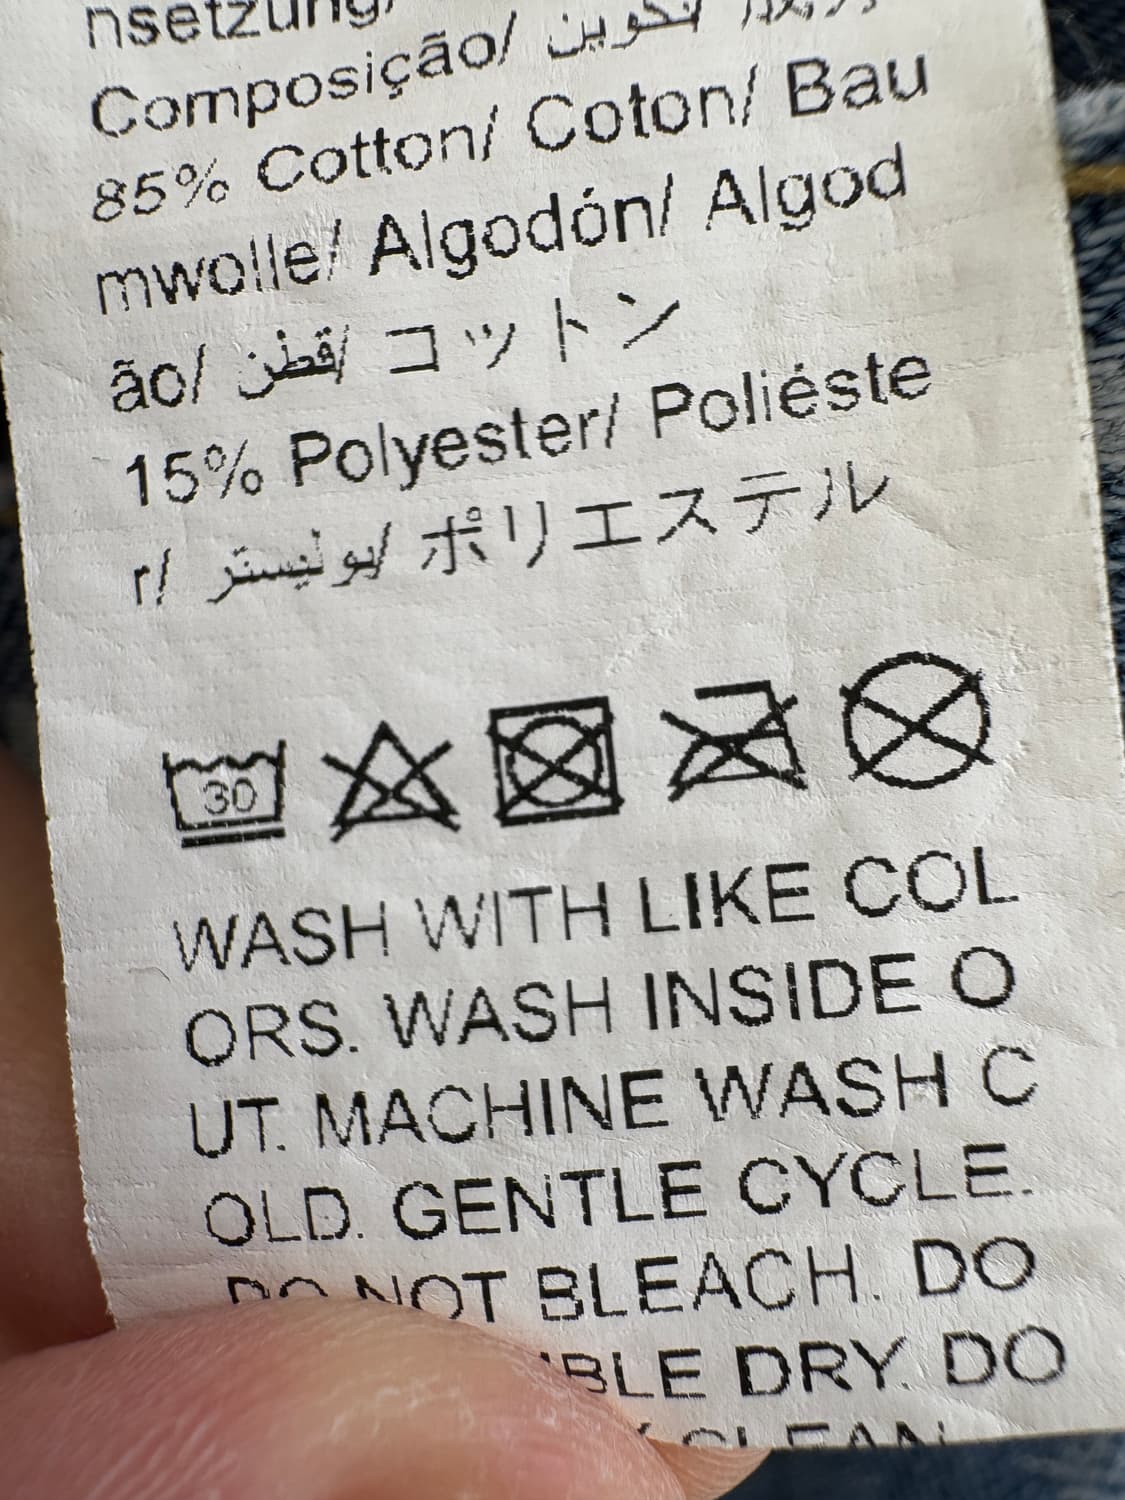 nsetzung/
Composição/ تكوين
85% Cotton/ Coton/ Bau
mwolle/ Algodón/ Algod
ão/ قطن/ コットン
15% Polyester/ Poliéste
r/ بوليستر/ ポリエステル
30
WASH WITH LIKE COL
ORS. WASH INSIDE O
UT. MACHINE WASH C
OLD. GENTLE CYCLE.
DO NOT BLEACH. DO
BLE DRY. DO
CLEAN